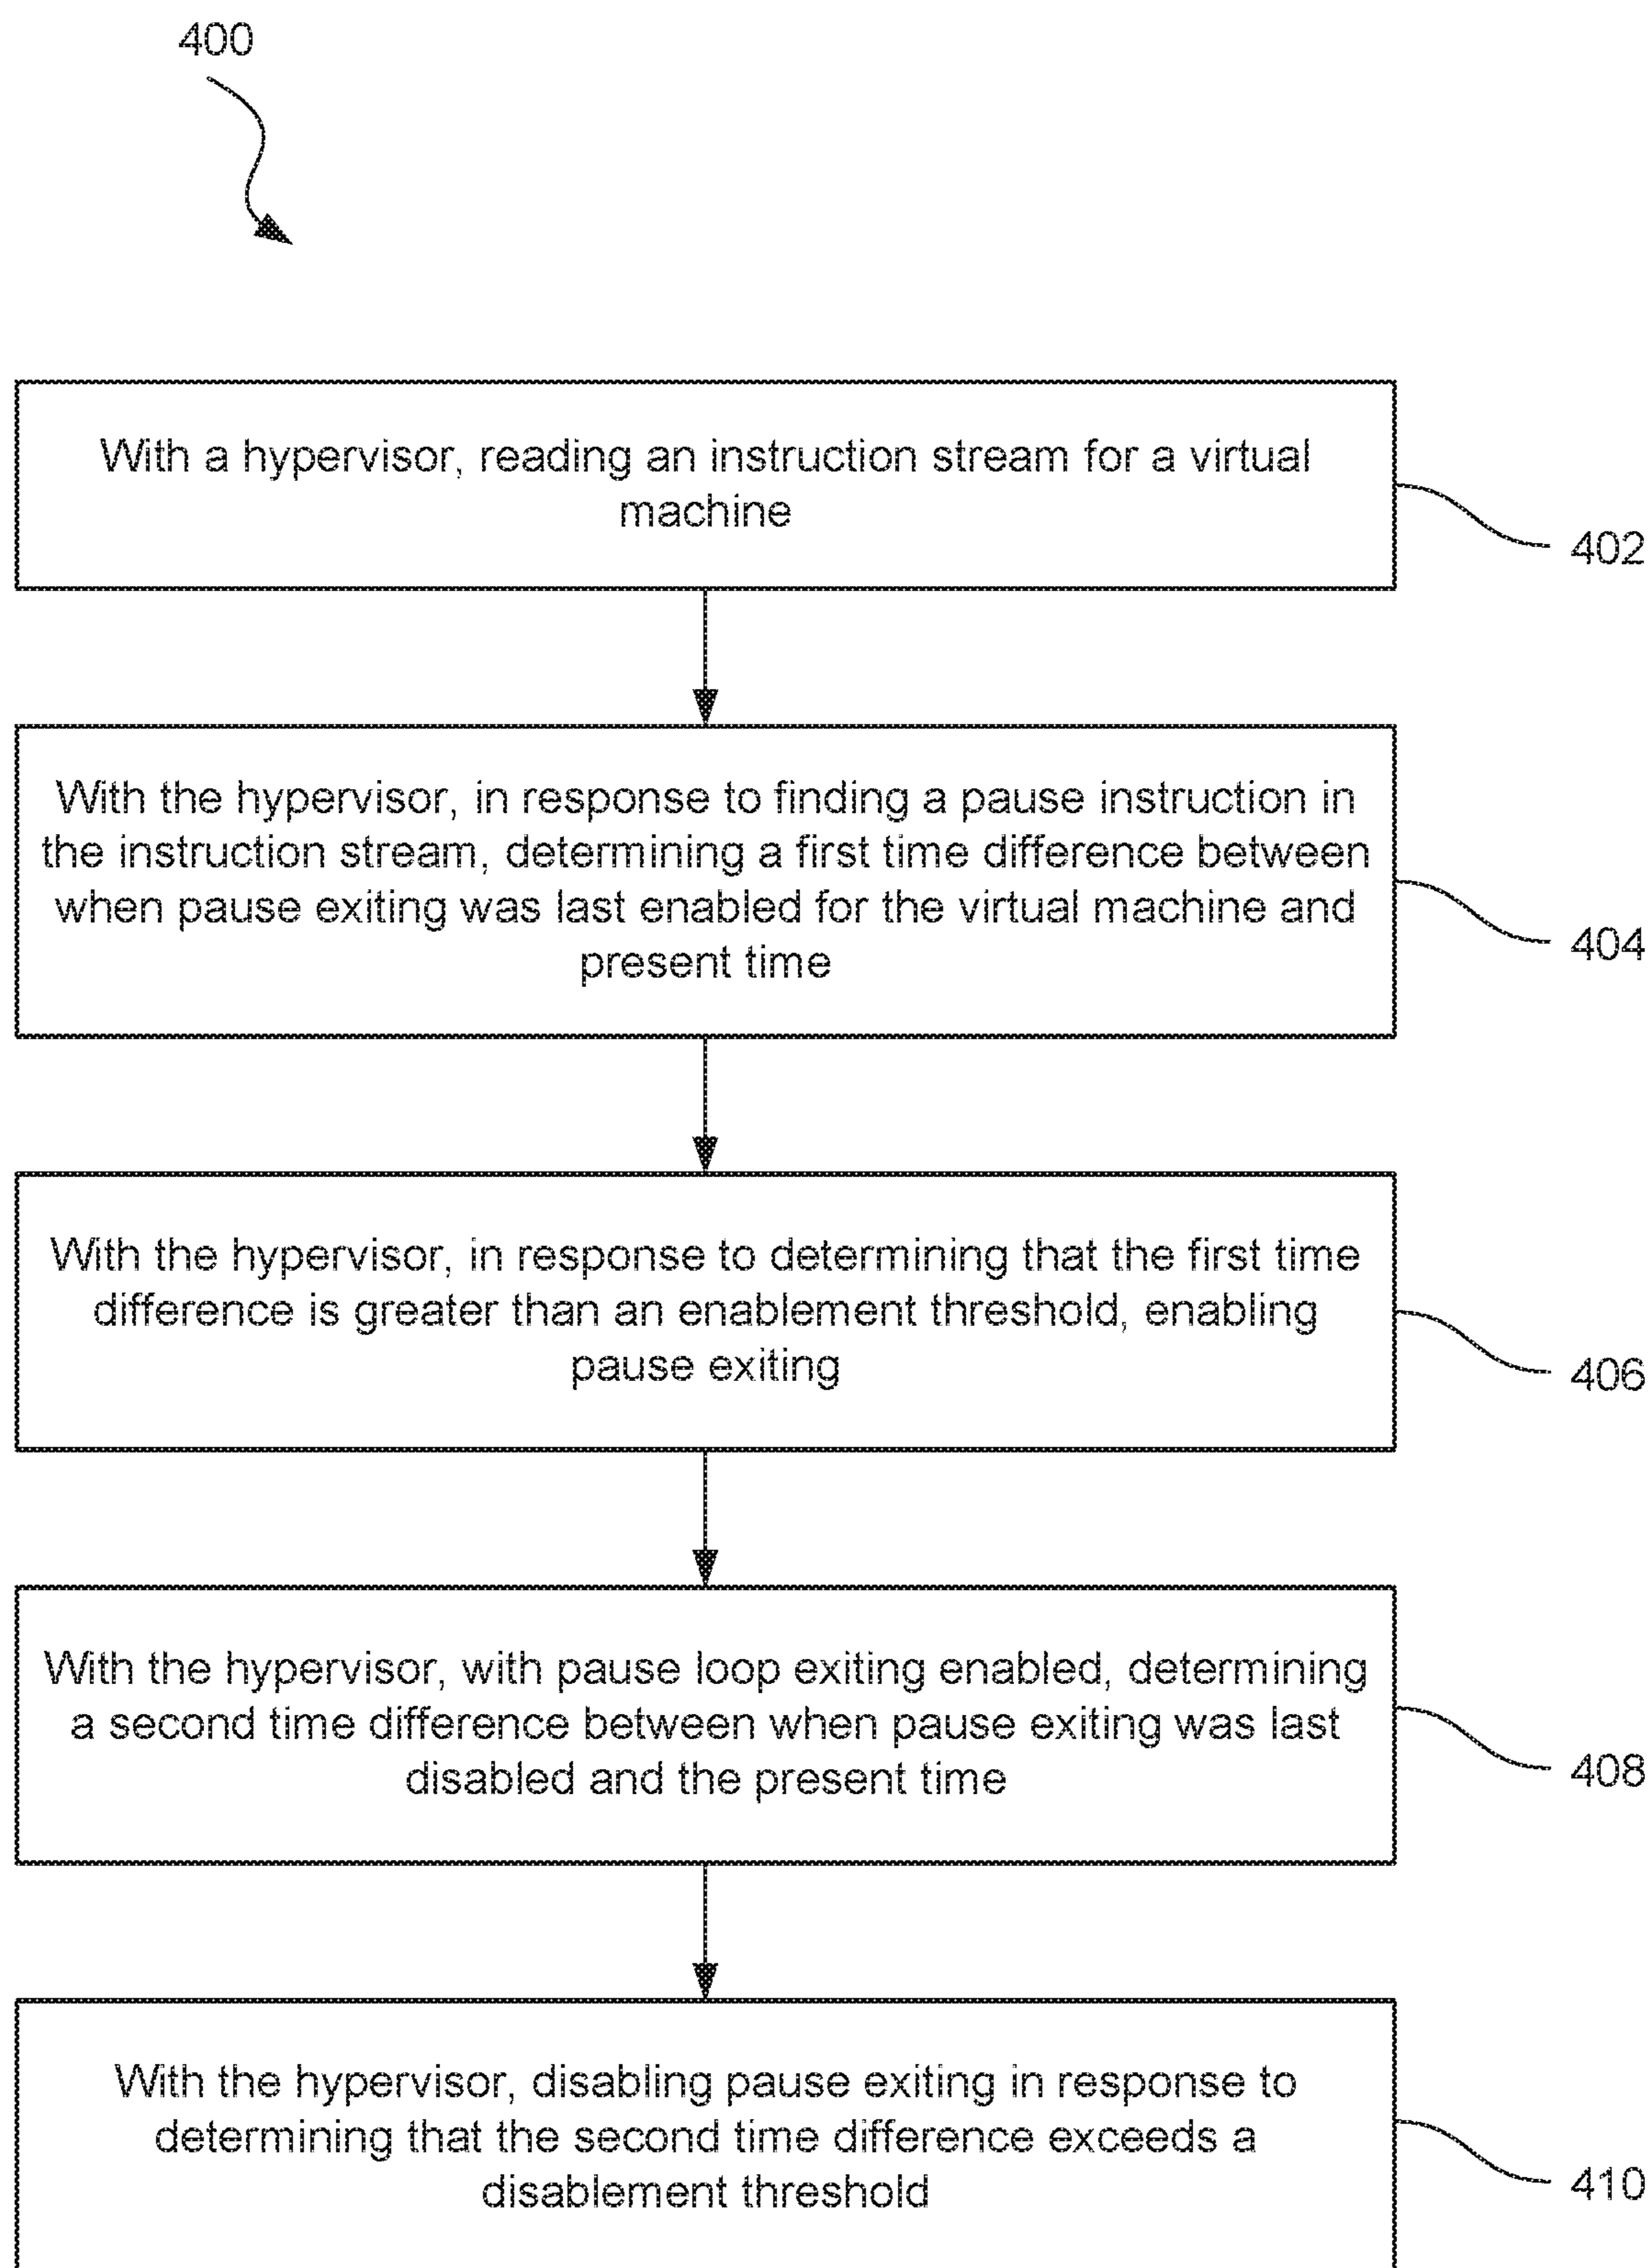 400
With a hypervisor, reading an instruction stream for a virtual
machine
402
With the hypervisor, in response to finding a pause instruction in
the instruction stream, determining a first time difference between
when pause exiting was last enabled for the virtual machine and
present time
404
With the hypervisor, in response to determining that the first time
difference is greater than an enablement threshold, enabling
pause exiting
406
With the hypervisor, with pause loop exiting enabled, determining
a second time difference between when pause exiting was last
disabled and the present time
408
With the hypervisor, disabling pause exiting in response to
determining that the second time difference exceeds a
disablement threshold
410